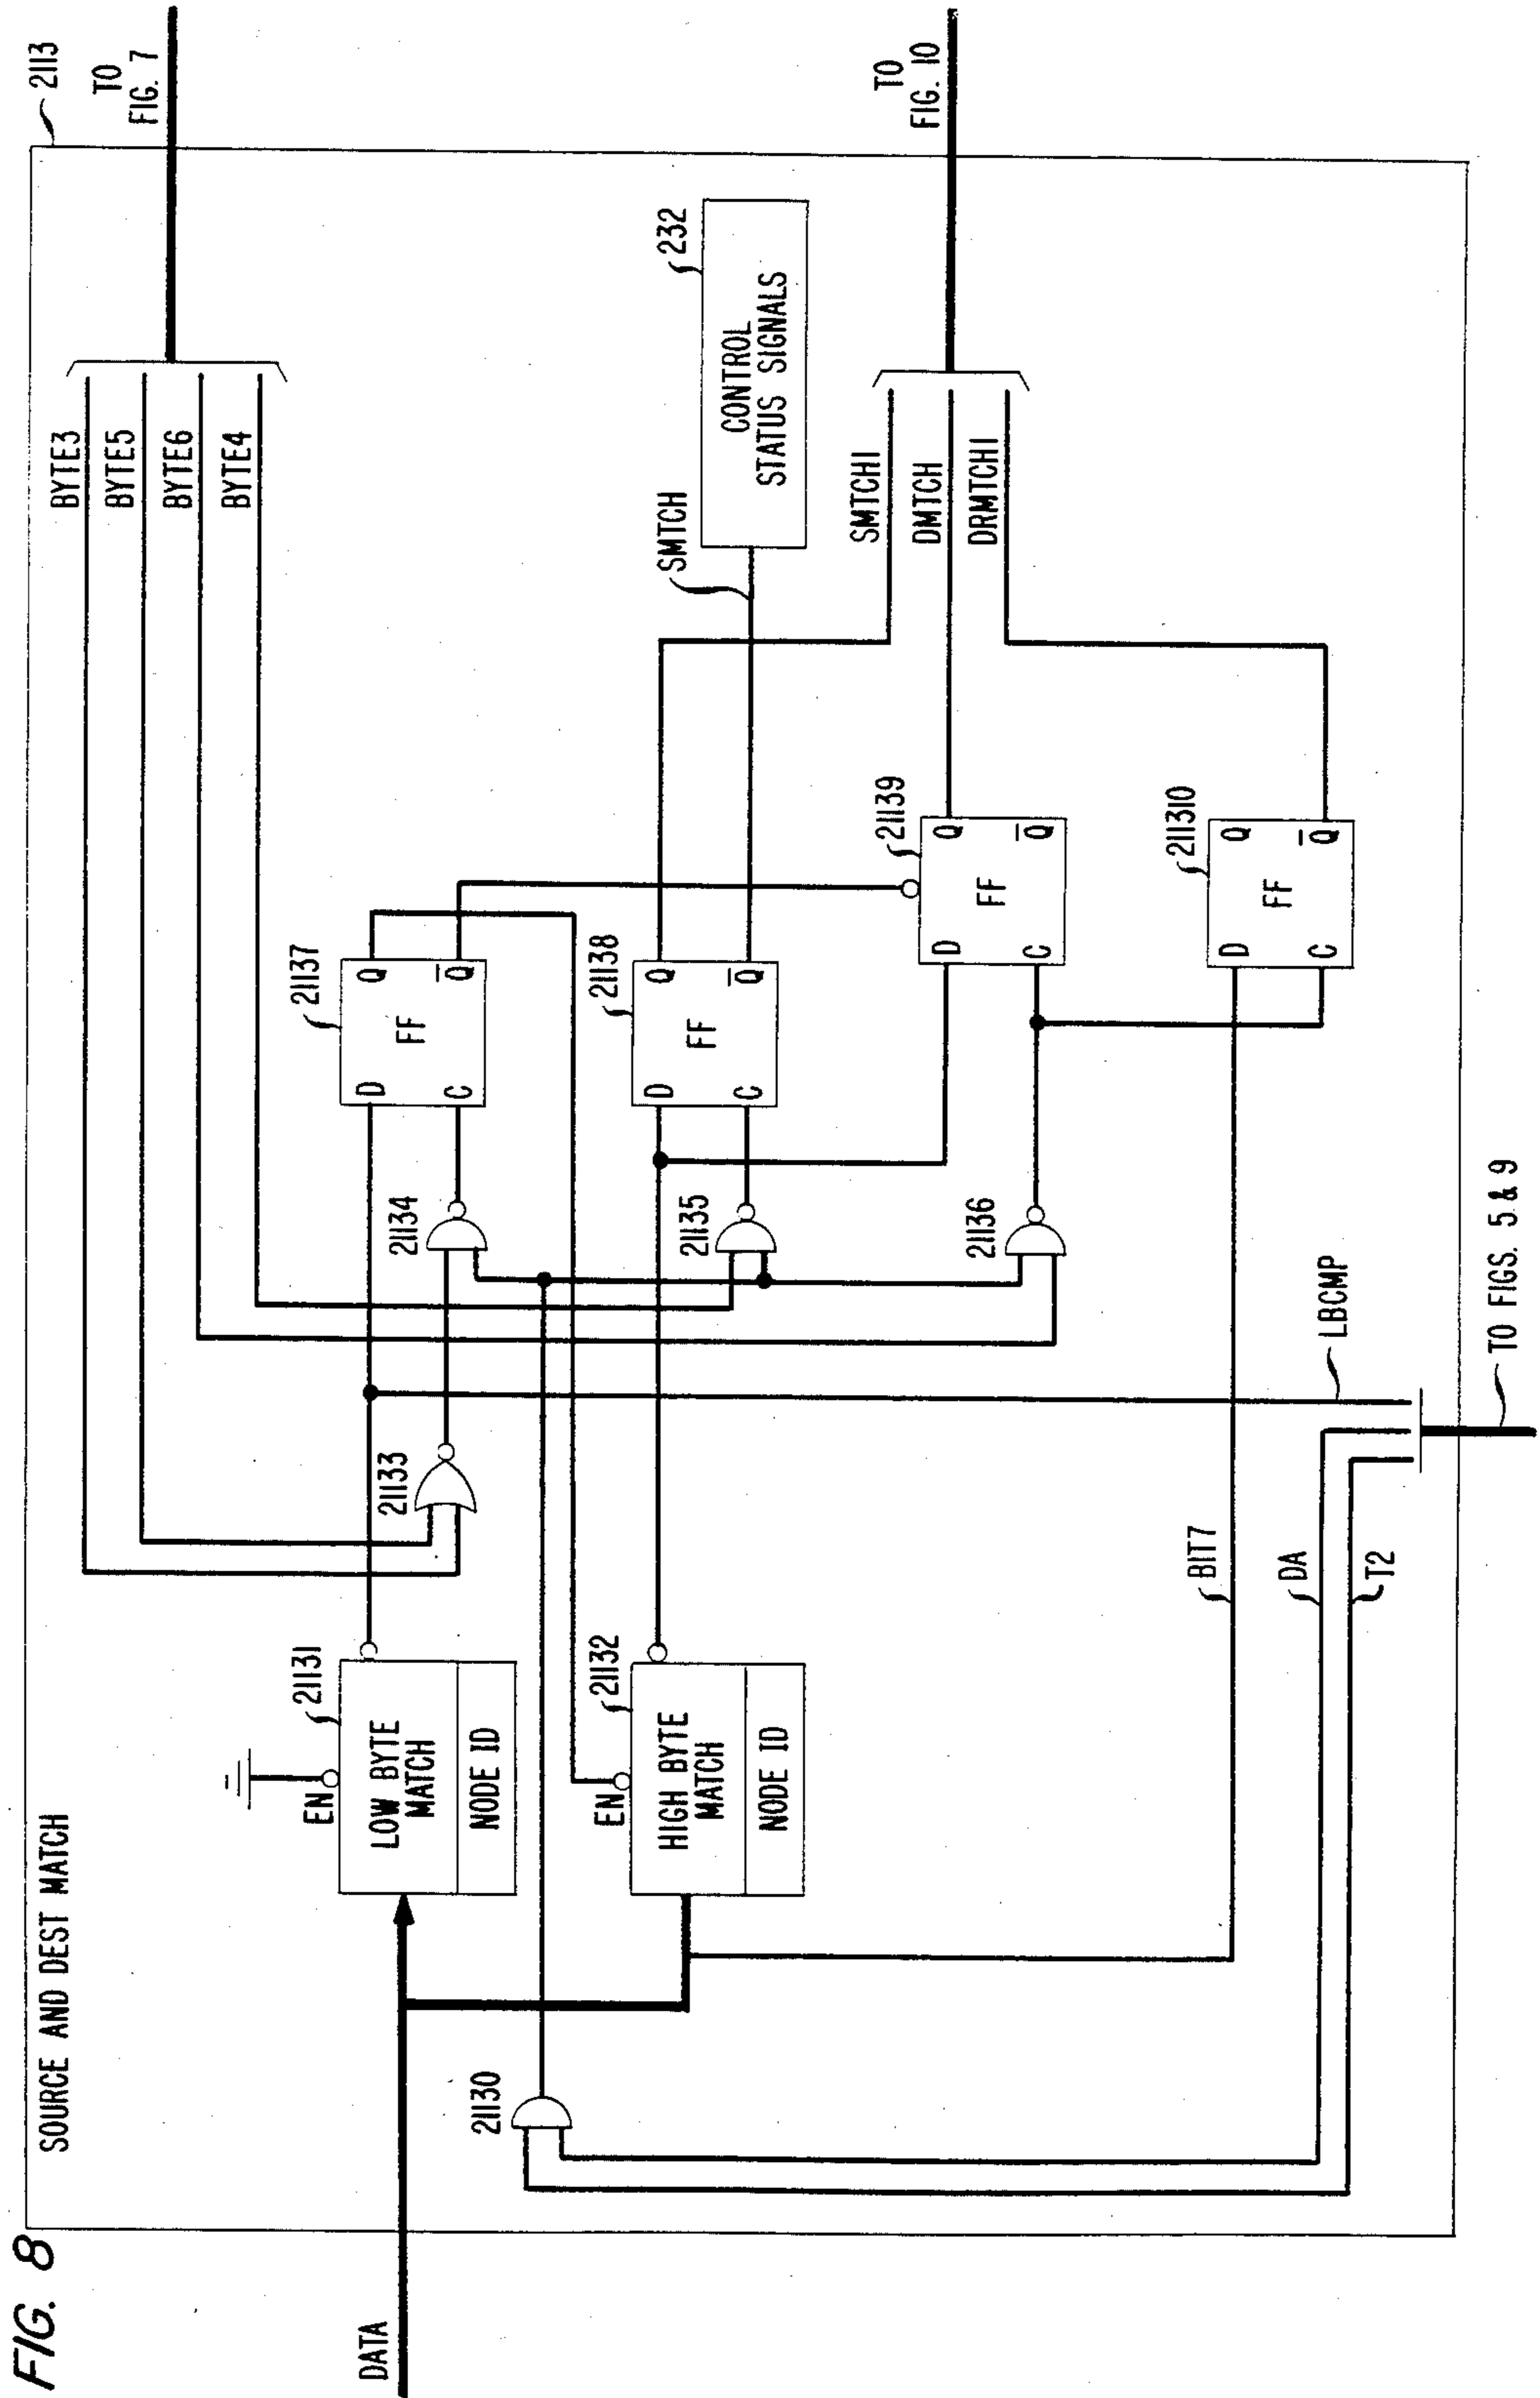 FIG. 8
SOURCE AND DEST MATCH
2113
TO
FIG. 7
BYTE3
BYTE5
BYTE6
BYTE4
DATA
EN
21131
LOW BYTE
MATCH
NODE ID
21133
21134
21137
D
Q
FF
C
Q̅
21130
EN
21132
HIGH BYTE
MATCH
NODE ID
21135
21138
D
Q
FF
C
Q̅
SMTCH
232
CONTROL
STATUS SIGNALS
SMTCHI
DMTCH
DRMTCHI
TO
FIG. 10
21136
21139
D
Q
FF
C
Q̅
BIT7
211310
D
Q
FF
C
Q̅
DA
T2
LBCMP
TO FIGS. 5 & 9